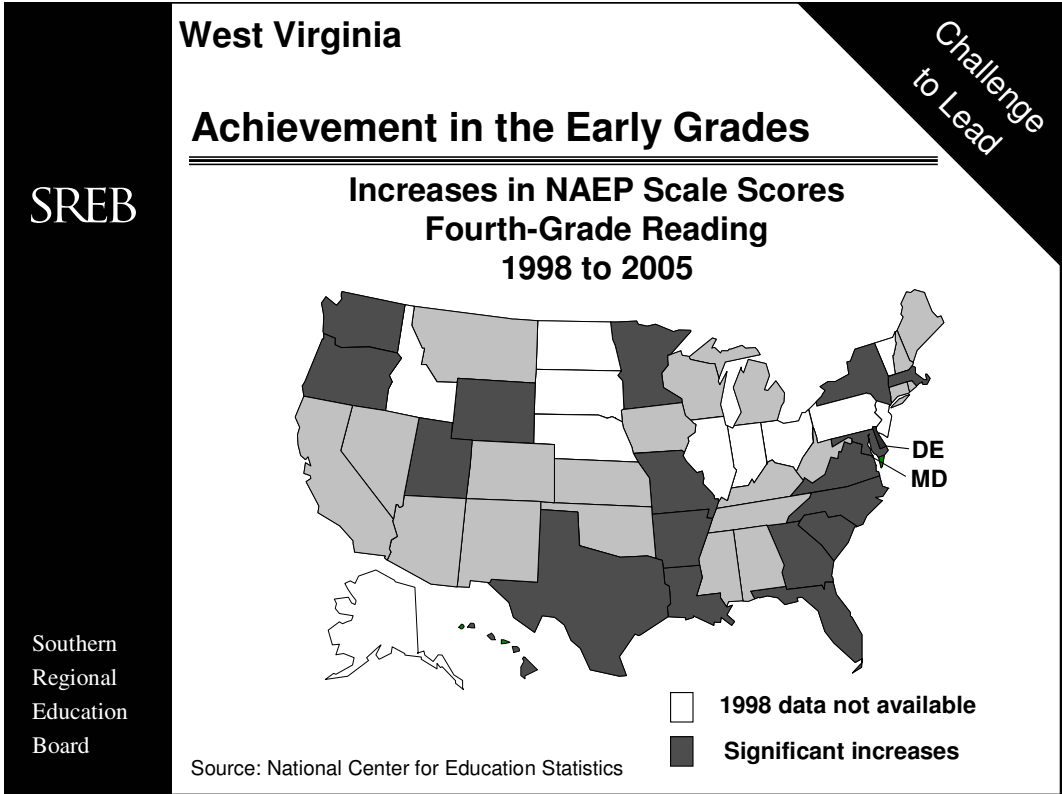 West Virginia
Challenge
to Lead
Achievement in the Early Grades
SREB
Increases in NAEP Scale Scores
Fourth-Grade Reading
1998 to 2005
DE
MD
Southern
Regional
Education
Board
1998 data not available
Significant increases
Source: National Center for Education Statistics